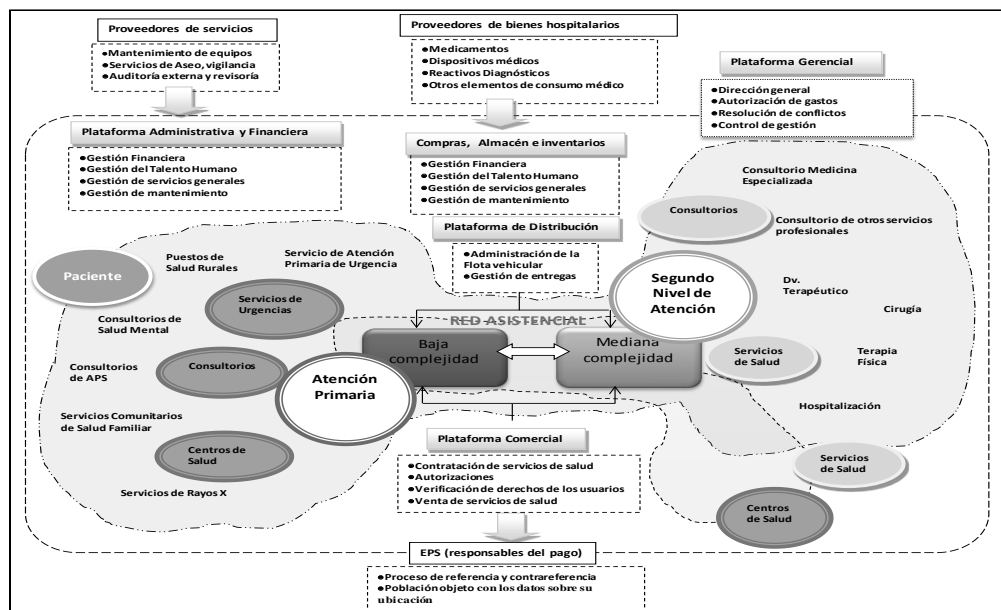 Proveedores de servicios
●Mantenimiento de equipos
●Servicios de Aseo, vigilancia
●Auditoría externa y revisoría
Proveedores de bienes hospitalarios
●Medicamentos
●Dispositivos médicos
●Reactivos Diagnósticos
●Otros elementos de consumo médico
Plataforma Gerencial
●Dirección general
●Autorización de gastos
●Resolución de conflictos
●Control de gestión
Plataforma Administrativa y Financiera
●Gestión Financiera
●Gestión del Talento Humano
●Gestión de servicios generales
●Gestión de mantenimiento
Compras, Almacén e inventarios
●Gestión Financiera
●Gestión del Talento Humano
●Gestión de servicios generales
●Gestión de mantenimiento
Plataforma de Distribución
●Administración de la
Flota vehicular
●Gestión de entregas
Consultorio Medicina
Especializada
Consultorios
Consultorio de otros servicios
profesionales
Segundo
Nivel de
Atención
Dv.
Terapéutico
Cirugía
Servicios
de Salud
Terapia
Física
Hospitalización
Servicios
de Salud
Centros
de Salud
Paciente
Puestos de
Salud Rurales
Servicio de Atención
Primaria de Urgencia
Servicios de
Urgencias
Consultorios de
Salud Mental
Consultorios
de APS
Consultorios
Atención
Primaria
Servicios Comunitarios
de Salud Familiar
Centros de
Salud
Servicios de Rayos X
RED ASISTENCIAL
Baja
complejidad
Mediana
complejidad
Plataforma Comercial
●Contratación de servicios de salud
●Autorizaciones
●Verificación de derechos de los usuarios
●Venta de servicios de salud
EPS (responsables del pago)
●Proceso de referencia y contrareferencia
●Población objeto con los datos sobre su
ubicación